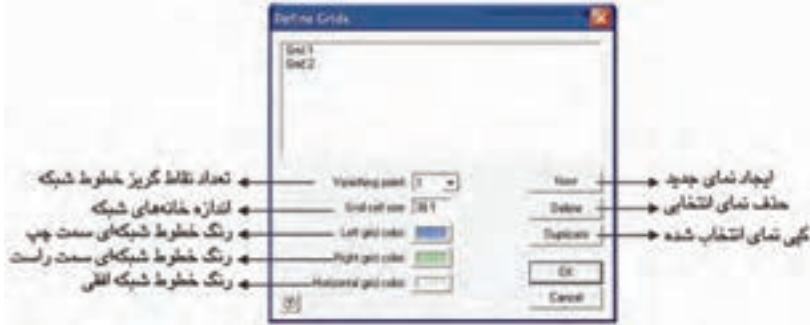 Define Grids
Grid 1
Grid 2
تعداد نقاط گریز خطوط شبکه
Vanishing point:
اندازه خانه‌های شبکه
Grid cell size:
رنگ خطوط شبکه‌ای سمت چپ
Left grid color:
رنگ خطوط شبکه‌ای سمت راست
Right grid color:
رنگ خطوط شبکه افقی
Horizontal grid color:
New
ایجاد نمای جدید
Delete
حذف نمای انتخابی
Duplicate
کپی نمای انتخاب شده
OK
Cancel